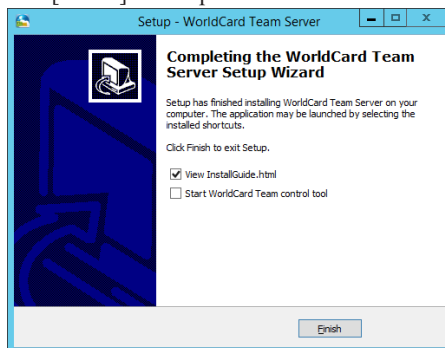 Setup - WorldCard Team Server
Completing the WorldCard Team
Server Setup Wizard
Setup has finished installing WorldCard Team Server on your
computer. The application may be launched by selecting the
installed shortcuts.
Click Finish to exit Setup.
View InstallGuide.html
Start WorldCard Team control tool
Finish